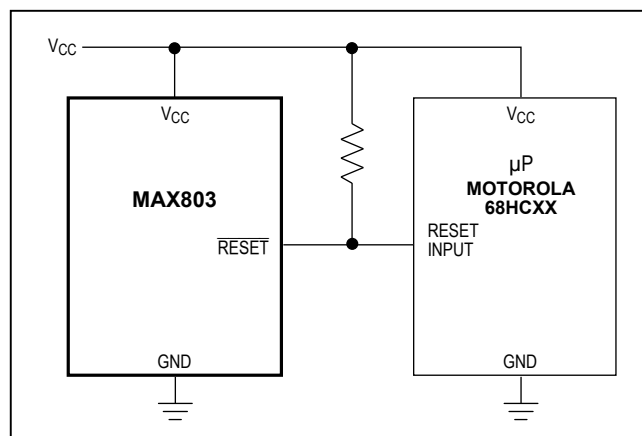 VCC
VCC
MAX803
RESET
GND
VCC
µP
MOTOROLA
68HCXX
RESET
INPUT
GND